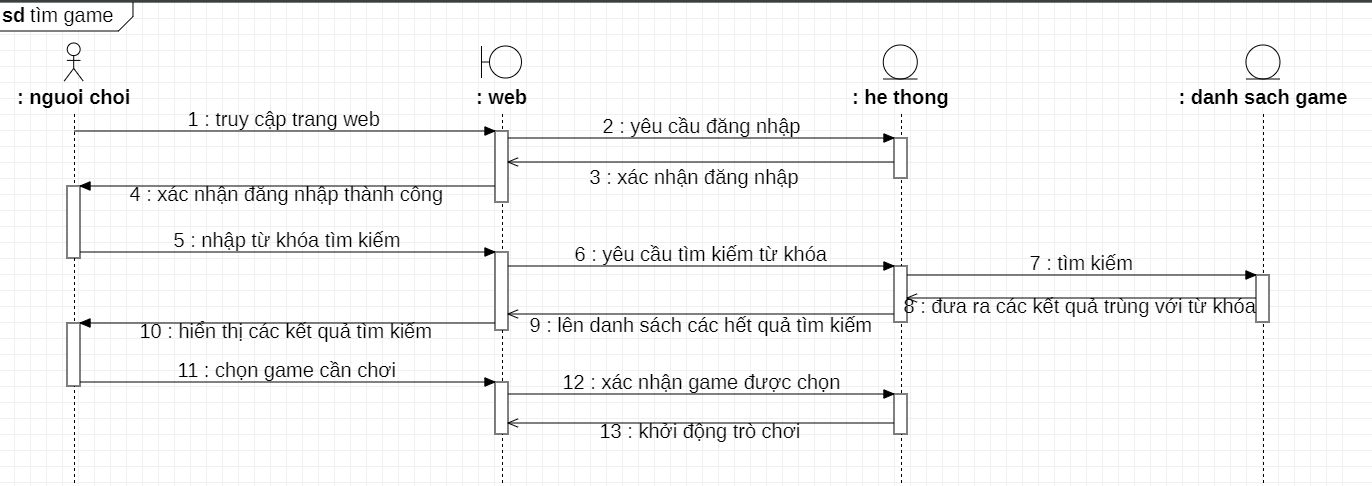 sd tìm game
: nguoi choi
: web
: he thong
: danh sach game
1 : truy cập trang web
2 : yêu cầu đăng nhập
3 : xác nhận đăng nhập
4 : xác nhận đăng nhập thành công
5 : nhập từ khóa tìm kiếm
6 : yêu cầu tìm kiếm từ khóa
7 : tìm kiếm
8 : đưa ra các kết quả trùng với từ khóa
9 : lên danh sách các hết quả tìm kiếm
10 : hiển thị các kết quả tìm kiếm
11 : chọn game cần chơi
12 : xác nhận game được chọn
13 : khởi động trò chơi